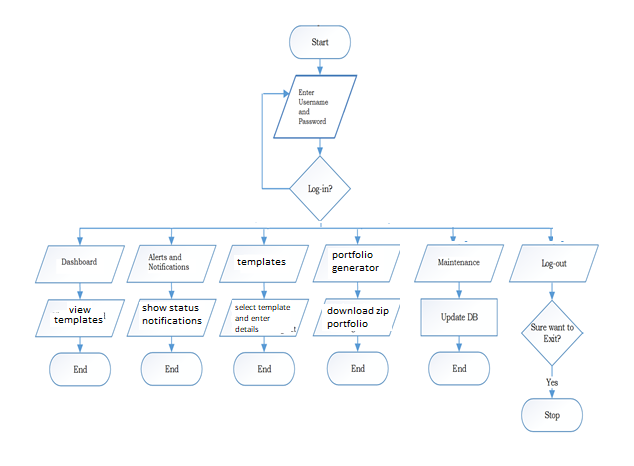 Start
Enter
Username
and
Password
Log-in?
Dashboard
Alerts and
Notifications
templates
portfolio
generator
Maintenance
Log-out
view
templates
show status
notifications
select template
and enter
details
download zip
portfolio
Update DB
Sure want to
Exit?
End
End
End
End
End
Yes
Stop